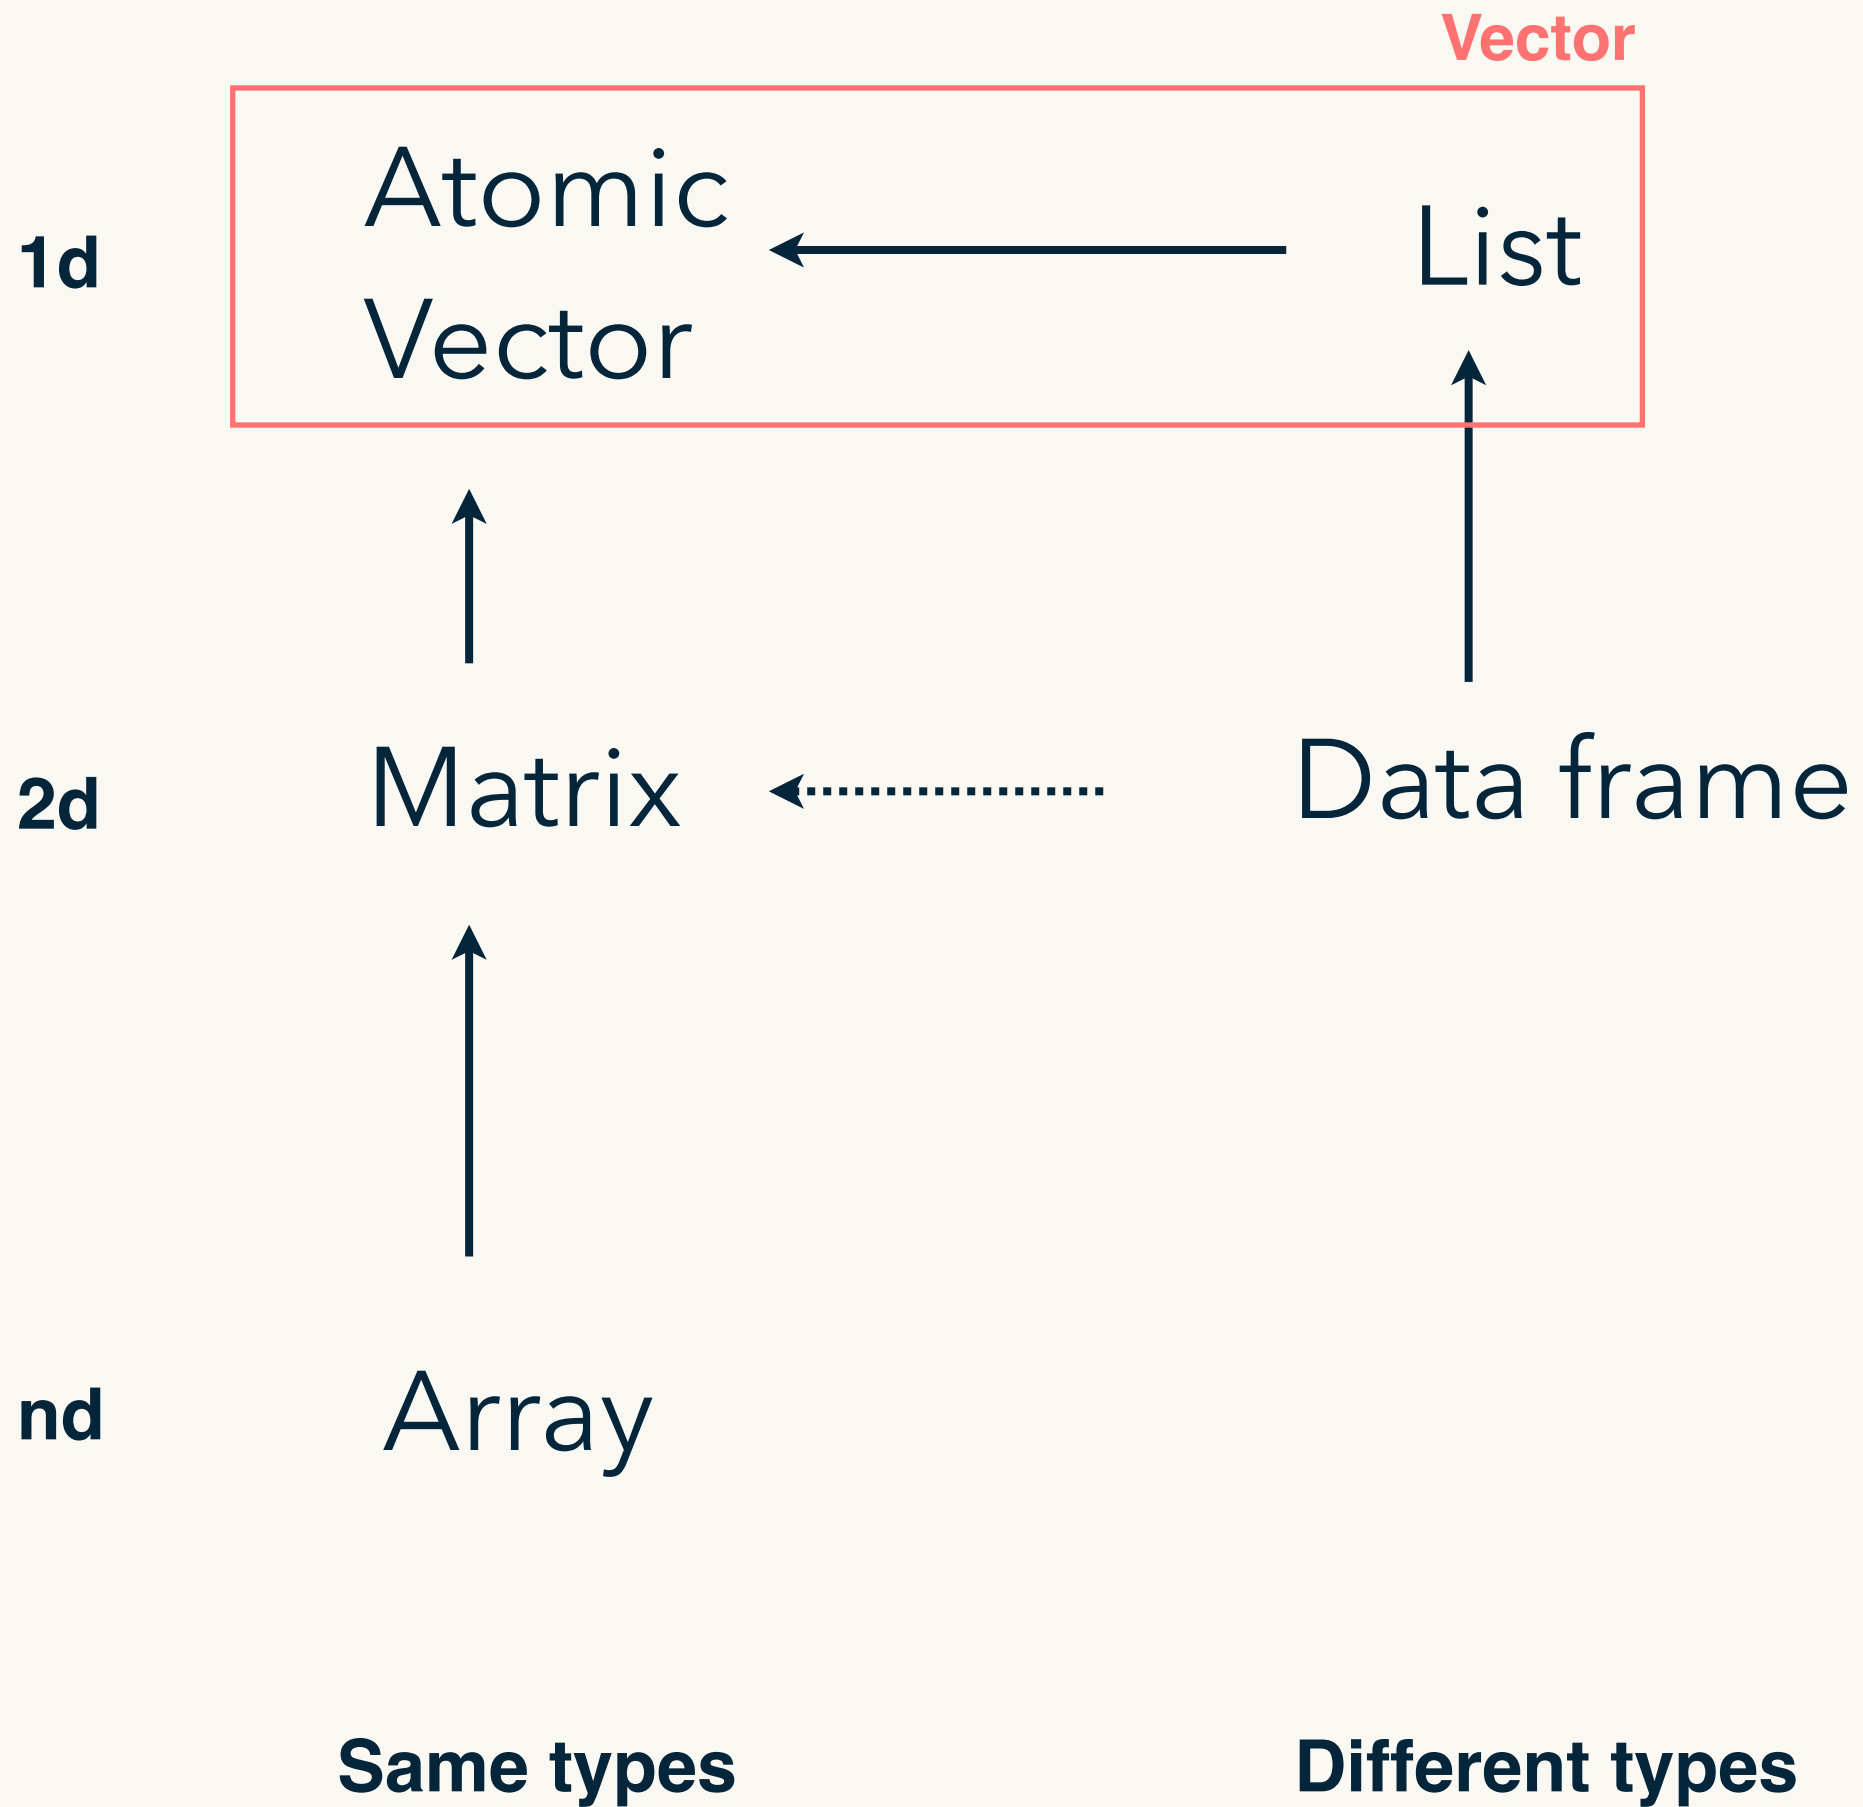 Vector
Atomic
Vector
List
1d
2d
Matrix
Data frame
nd
Array
Same types
Different types